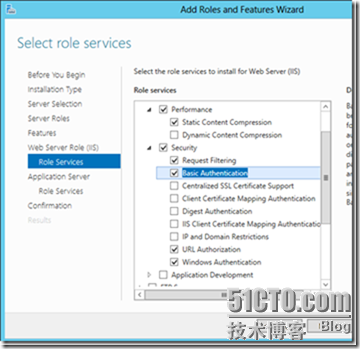 Add Roles and Features Wizard
Select role services
Before You Begin
Installation Type
Server Selection
Server Roles
Features
Web Server Role (IIS)
Role Services
Application Server
Role Services
Confirmation
Results
Select the role services to install for Web Server (IIS)
Role services
Performance
Static Content Compression
Dynamic Content Compression
Security
Request Filtering
Basic Authentication
Centralized SSL Certificate Support
Client Certificate Mapping Authentication
Digest Authentication
IIS Client Certificate Mapping Authentication
IP and Domain Restrictions
URL Authorization
Windows Authentication
Application Development
51CTO.com
技术博客 Blog